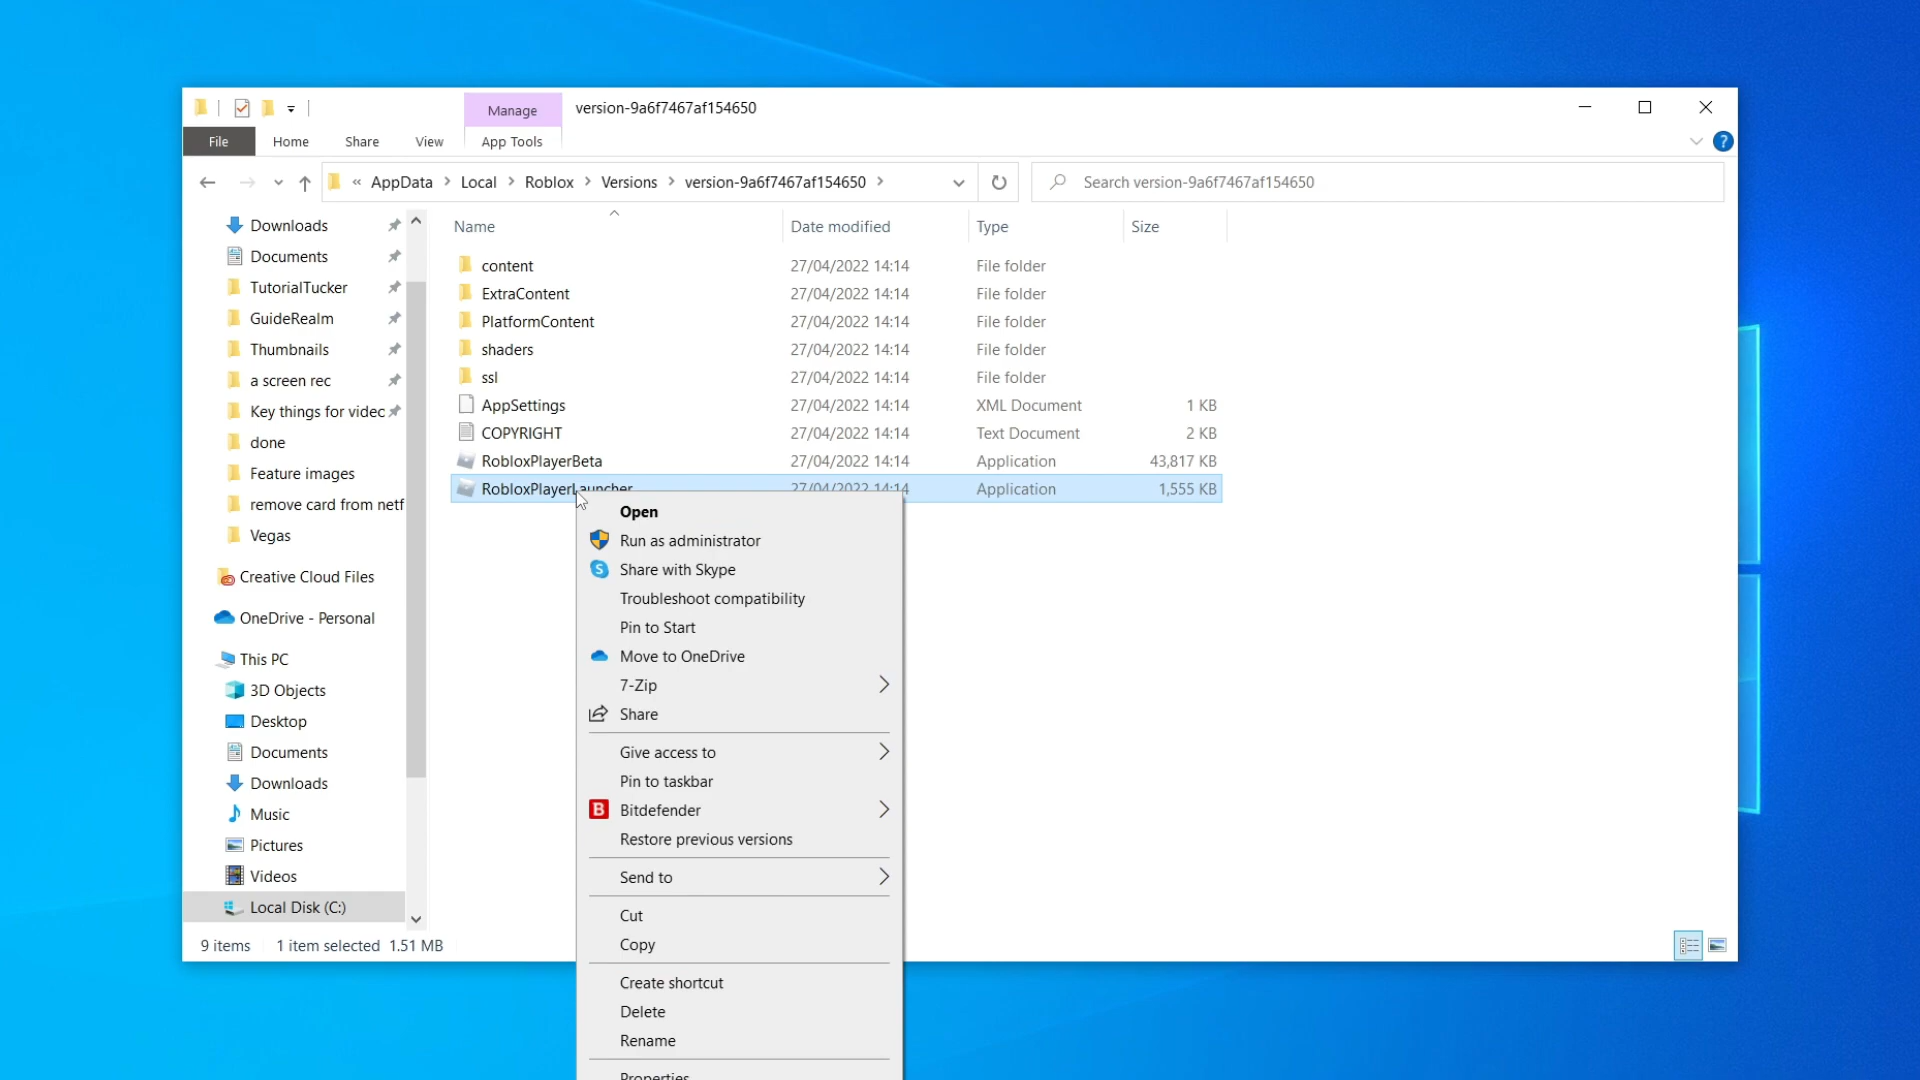 Manage
version-9a6f7467af154650
File
Home
Share
View
App Tools
?
« AppData > Local > Roblox > Versions > version-9a6f7467af154650 >
Search version-9a6f7467af154650
Name
Date modified
Type
Size
Downloads
Documents
TutorialTucker
GuideRealm
Thumbnails
a screen rec
Key things for videc
done
Feature images
remove card from netf
Vegas
Creative Cloud Files
OneDrive - Personal
This PC
3D Objects
Desktop
Documents
Downloads
Music
Pictures
Videos
Local Disk (C:)
content 27/04/2022 14:14 File folder
ExtraContent 27/04/2022 14:14 File folder
PlatformContent 27/04/2022 14:14 File folder
shaders 27/04/2022 14:14 File folder
ssl 27/04/2022 14:14 File folder
AppSettings 27/04/2022 14:14 XML Document 1 KB
COPYRIGHT 27/04/2022 14:14 Text Document 2 KB
RobloxPlayerBeta 27/04/2022 14:14 Application 43,817 KB
RobloxPlayerLauncher 27/04/2022 14:14 Application 1,555 KB
Open
Run as administrator
S Share with Skype
Troubleshoot compatibility
Pin to Start
Move to OneDrive
7-Zip
Share
Give access to
Pin to taskbar
B Bitdefender
Restore previous versions
Send to
Cut
Copy
Create shortcut
Delete
Rename
Properties
9 items
1 item selected 1.51 MB